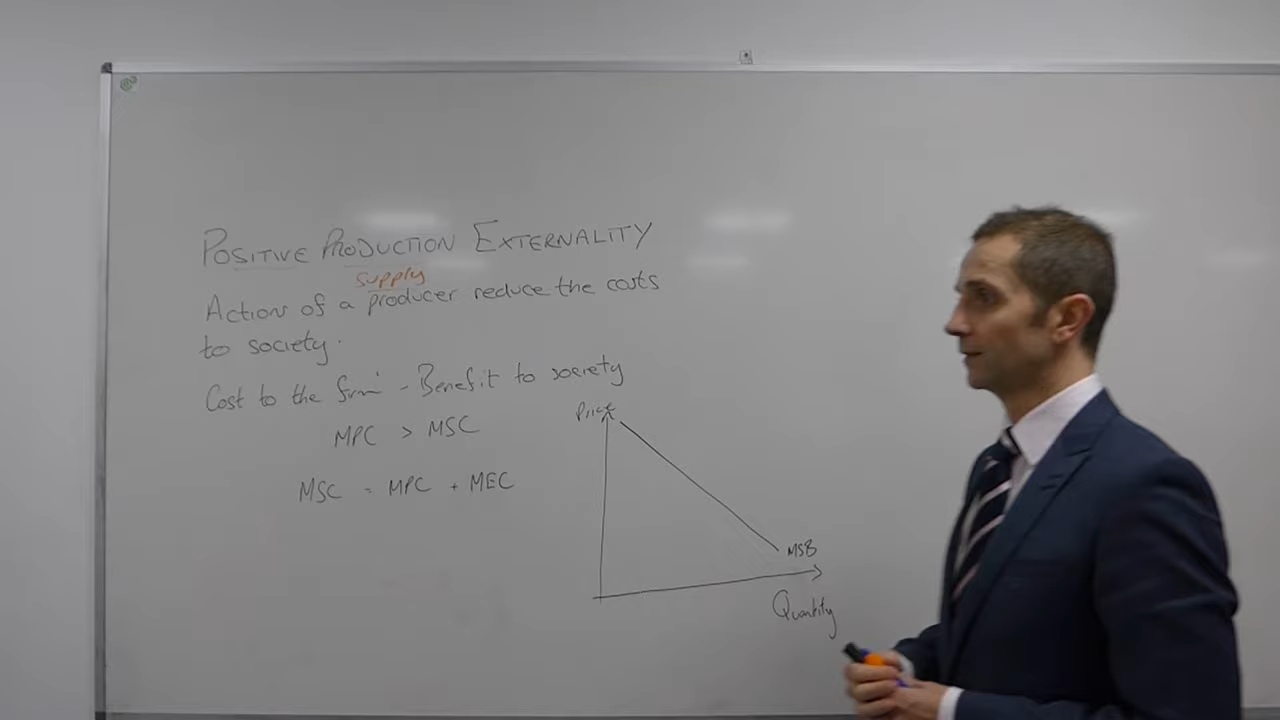 POSITIVE PRODUCTION EXTERNALITY
supply
Actions of a producer reduce the costs
to society.
Cost to the firm - Benefit to society
MPC > MSC
MSC = MPC + MEC
Price
MSB
Quantity